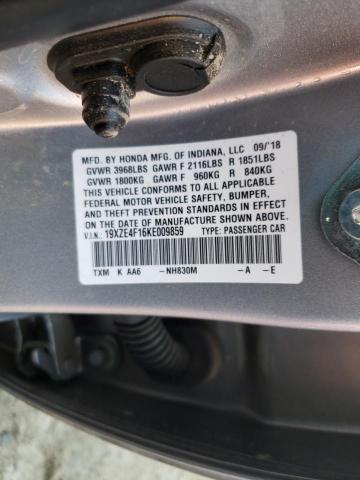 MFD. BY HONDA MFG. OF INDIANA, LLC 09/'18
GVWR 3968LBS GAWR F 2116LBS R 1851LBS
GVWR 1800KG GAWR F 960KG R 840KG
THIS VEHICLE CONFORMS TO ALL APPLICABLE
FEDERAL MOTOR VEHICLE SAFETY, BUMPER,
AND THEFT PREVENTION STANDARDS IN EFFECT
ON THE DATE OF MANUFACTURE SHOWN ABOVE.
V.I.N.: 19XZE4F16KE009859 TYPE: PASSENGER CAR
TXM K AA6 -NH830M -A -E